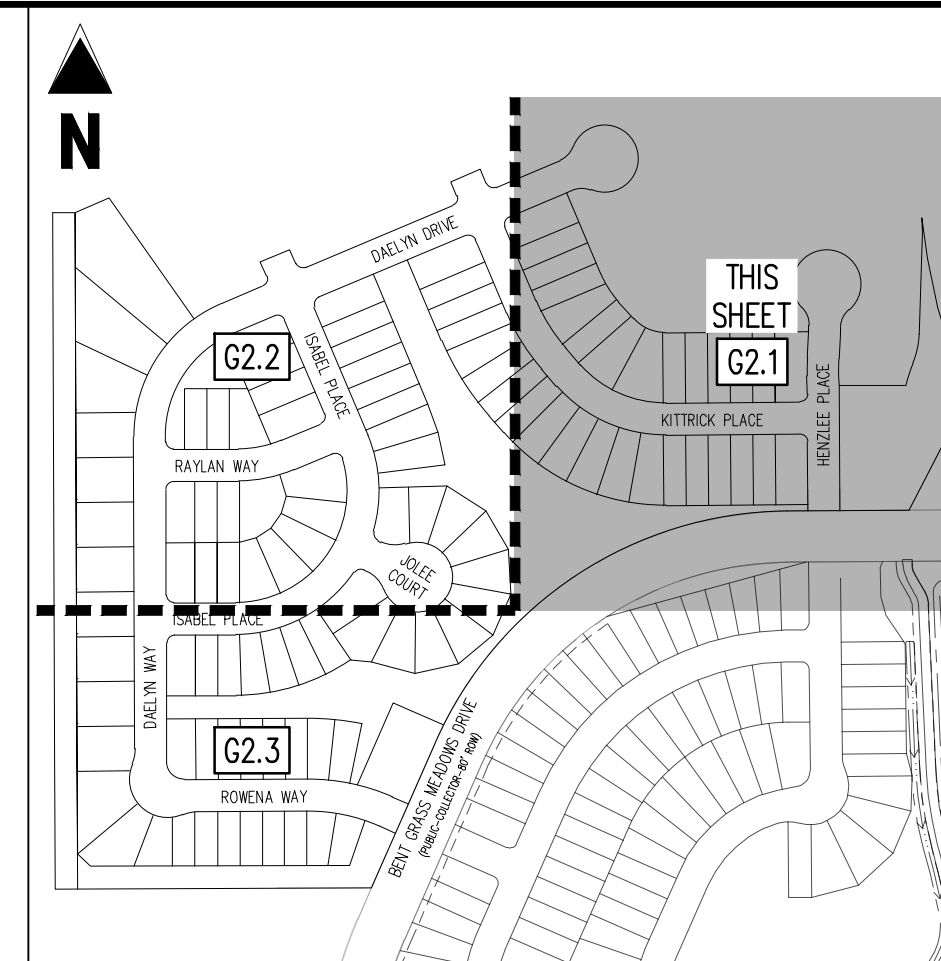 N
DAELYN DRIVE
THIS
SHEET
G2.1
G2.2
ISABEL PLACE
HENZLEE PLACE
KITTRICK PLACE
RAYLAN WAY
JOLEE
COURT
ISABEL PLACE
DAELYN WAY
G2.3
ROWENA WAY
BENT GRASS MEADOWS DRIVE
(PUBLIC-COLLECTOR-80' ROW)